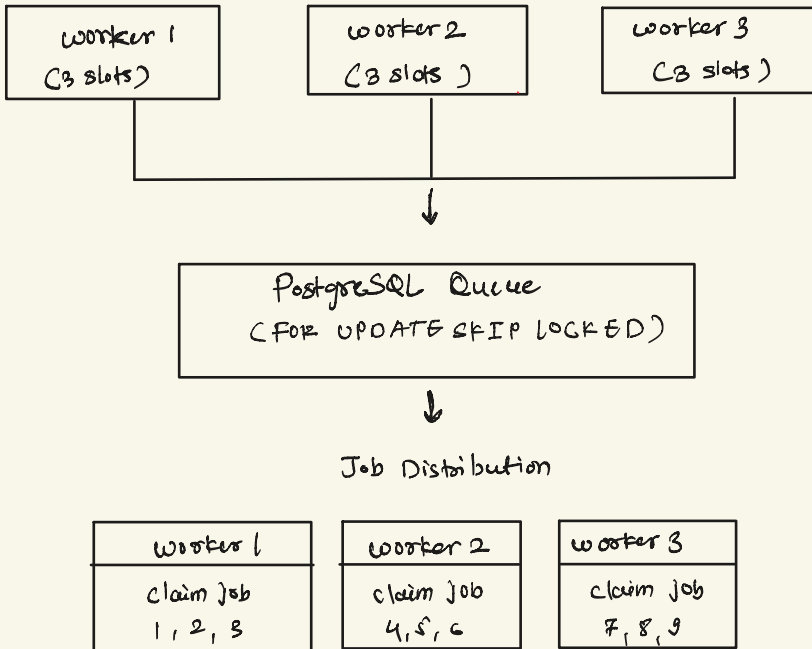 worker 1
(3 slots)
worker 2
(3 slots)
worker 3
(3 slots)
PostgreSQL Queue
(FOR UPDATE SKIP LOCKED)
Job Distribution
worker 1
claim job
1, 2, 3
worker 2
claim job
4, 5, 6
worker 3
claim job
7, 8, 9